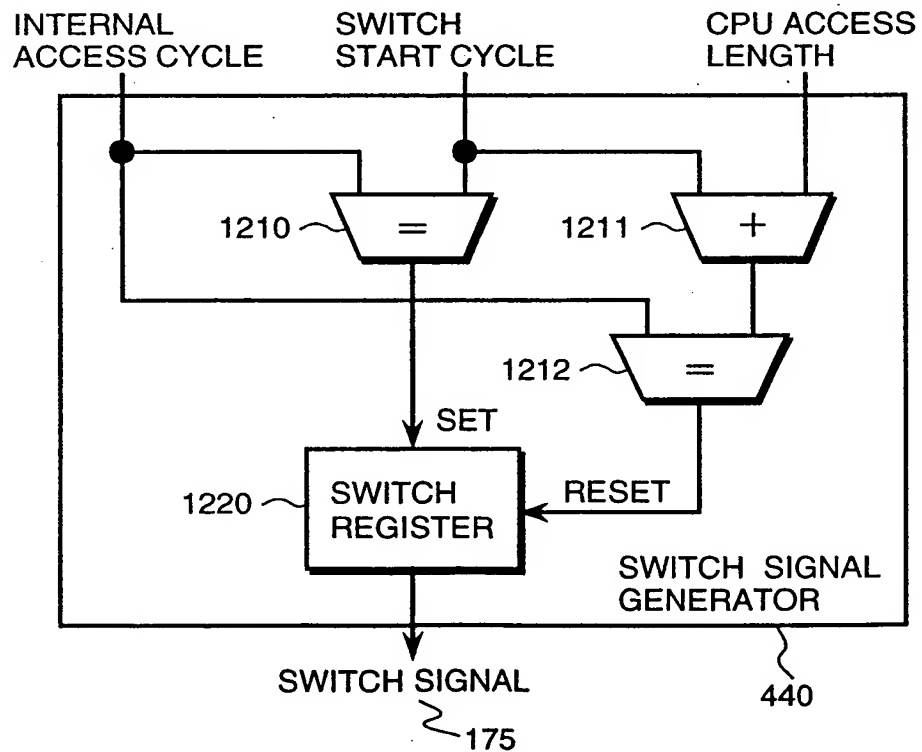 INTERNAL
ACCESS CYCLE
SWITCH
START CYCLE
CPU ACCESS
LENGTH
1210
=
1211
+
1212
=
SET
1220
SWITCH
REGISTER
RESET
SWITCH SIGNAL
GENERATOR
440
SWITCH SIGNAL
175